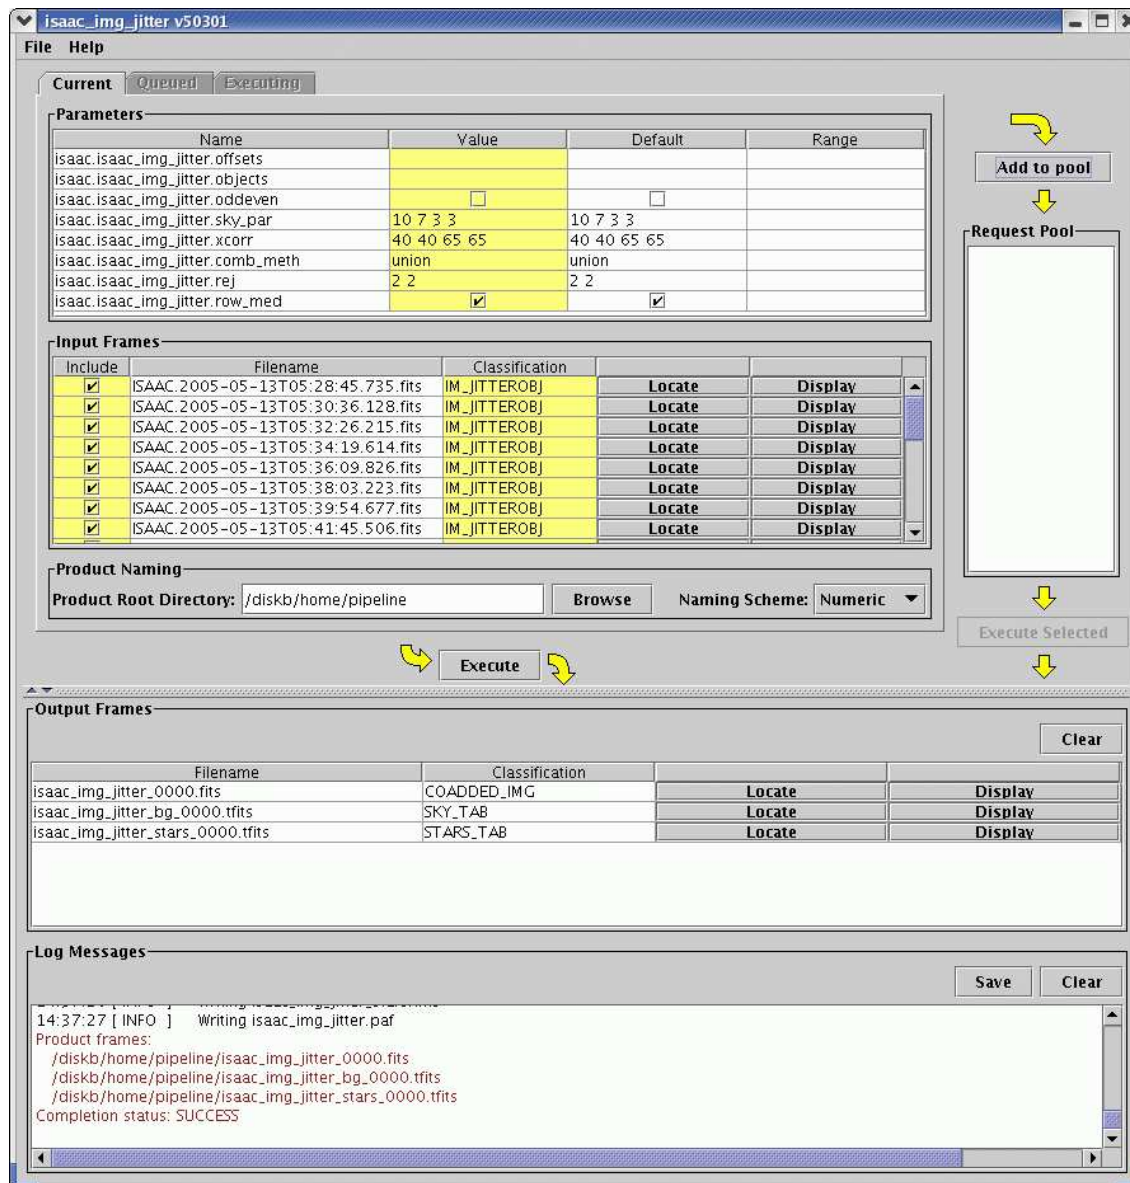 isaac_img_jitter v50301
File Help
Current Queued Executing
Parameters
Name Value Default Range
isaac.isaac_img_jitter.offsets
isaac.isaac_img_jitter.objects
isaac.isaac_img_jitter.oddeven
isaac.isaac_img_jitter.sky_par 10 7 3 3 10 7 3 3
isaac.isaac_img_jitter.xcorr 40 40 65 65 40 40 65 65
isaac.isaac_img_jitter.comb_meth union union
isaac.isaac_img_jitter.rej 2 2 2 2
isaac.isaac_img_jitter.row_med
Add to pool
Request Pool
Input Frames
Include Filename Classification
ISAAC.2005-05-13T05:28:45.735.fits IM_JITTEROBJ Locate Display
ISAAC.2005-05-13T05:30:36.128.fits IM_JITTEROBJ Locate Display
ISAAC.2005-05-13T05:32:26.215.fits IM_JITTEROBJ Locate Display
ISAAC.2005-05-13T05:34:19.614.fits IM_JITTEROBJ Locate Display
ISAAC.2005-05-13T05:36:09.826.fits IM_JITTEROBJ Locate Display
ISAAC.2005-05-13T05:38:03.223.fits IM_JITTEROBJ Locate Display
ISAAC.2005-05-13T05:39:54.677.fits IM_JITTEROBJ Locate Display
ISAAC.2005-05-13T05:41:45.506.fits IM_JITTEROBJ Locate Display
Product Naming
Product Root Directory: /diskb/home/pipeline Browse Naming Scheme: Numeric
Execute Selected
Execute
Output Frames
Clear
Filename Classification
isaac_img_jitter_0000.fits COADDED_IMG Locate Display
isaac_img_jitter_bg_0000.tfits SKY_TAB Locate Display
isaac_img_jitter_stars_0000.tfits STARS_TAB Locate Display
Log Messages
Save Clear
14:37:27 [ INFO ] Writing isaac_img_jitter.paf
Product frames:
/diskb/home/pipeline/isaac_img_jitter_0000.fits
/diskb/home/pipeline/isaac_img_jitter_bg_0000.tfits
/diskb/home/pipeline/isaac_img_jitter_stars_0000.tfits
Completion status: SUCCESS